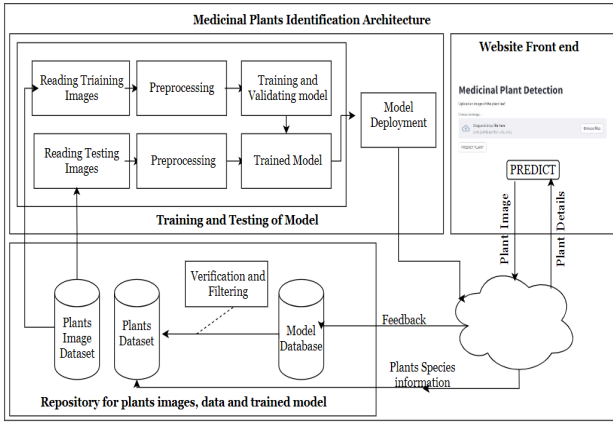 Medicinal Plants Identification Architecture
Reading Triaining
Images
Preprocessing
Training and
Validating model
Reading Testing
Images
Preprocessing
Trained Model
Model
Deployment
Training and Testing of Model
Website Front end
Medicinal Plant Detection
PREDICT PLANT
Browse files
PREDICT
Plant Image
Plant Details
Plants
Image
Dataset
Plants
Dataset
Verification and
Filtering
Model
Database
Feedback
Plants Species
information
Repository for plants images, data and trained model